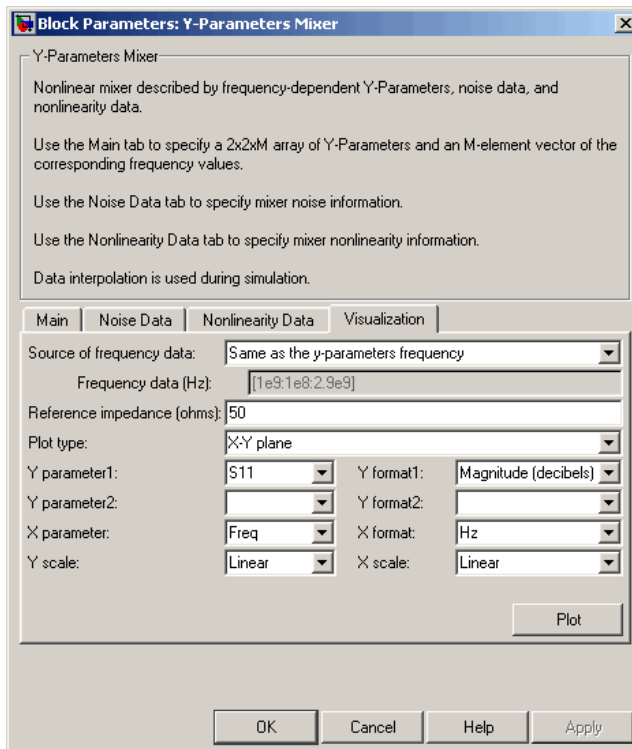 Block Parameters: Y-Parameters Mixer
Y-Parameters Mixer
Nonlinear mixer described by frequency-dependent Y-Parameters, noise data, and
nonlinearity data.
Use the Main tab to specify a 2x2xM array of Y-Parameters and an M-element vector of the
corresponding frequency values.
Use the Noise Data tab to specify mixer noise information.
Use the Nonlinearity Data tab to specify mixer nonlinearity information.
Data interpolation is used during simulation.
Main Noise Data Nonlinearity Data Visualization
Source of frequency data: Same as the y-parameters frequency
Frequency data (Hz): [1e9:1e8:2.9e9]
Reference impedance (ohms): 50
Plot type: X-Y plane
Y parameter1: S11 Y format1: Magnitude (decibels)
Y parameter2: Y format2:
X parameter: Freq X format: Hz
Y scale: Linear X scale: Linear
Plot
OK Cancel Help Apply